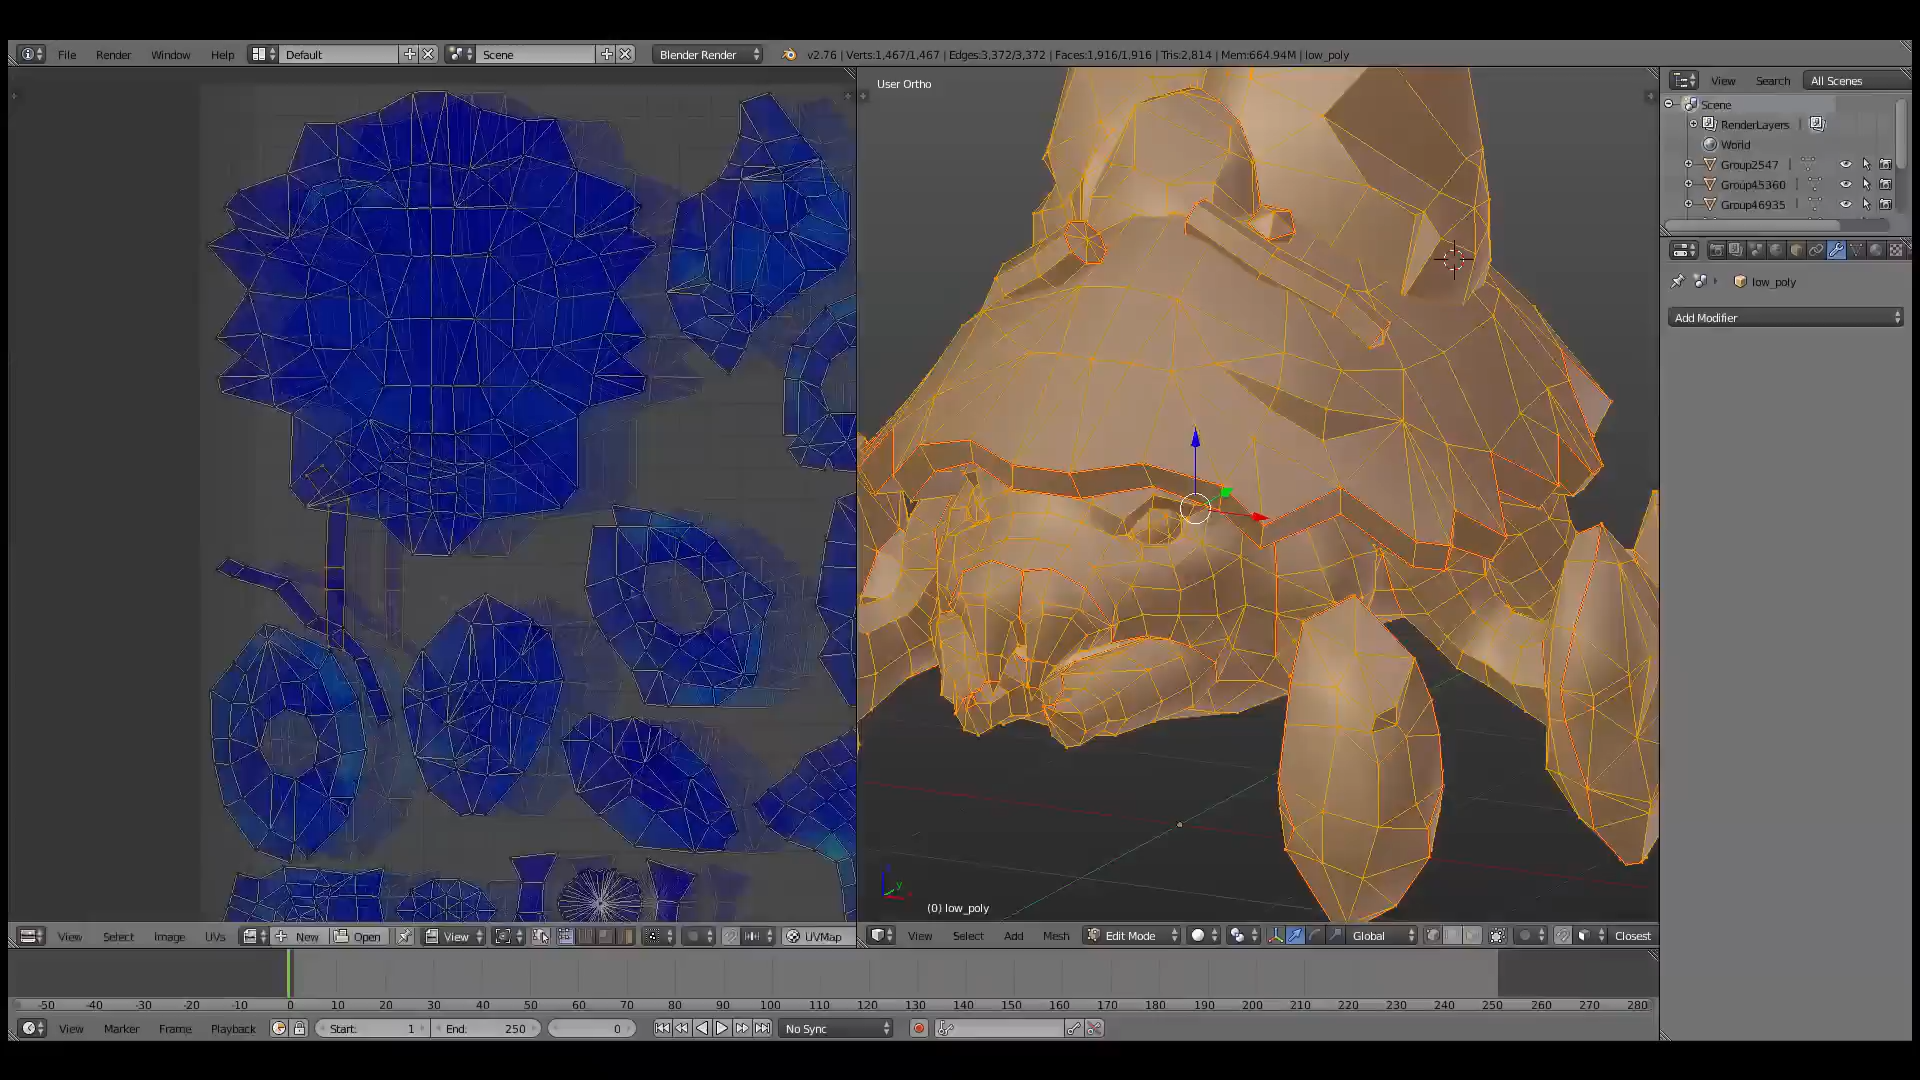 File Render Window Help Default Scene Blender Render v2.76 | Verts:1,467/1,467 | Edges:3,372/3,372 | Faces:1,916/1,916 | Tris:2,814 | Mem:664.94M | low_poly
User Ortho
View Search All Scenes
Scene
RenderLayers
World
Group2547
Group45360
Group46935
low_poly
Add Modifier
y
(0) low_poly
View Select Image UVs New Open View UVMap
View Select Add Mesh Edit Mode Global Closest
-50 -40 -30 -20 -10 0 10 20 30 40 50 60 70 80 90 100 110 120 130 140 150 160 170 180 190 200 210 220 230 240 250 260 270 280
View Marker Frame Playback Start: 1 End: 250 0 No Sync